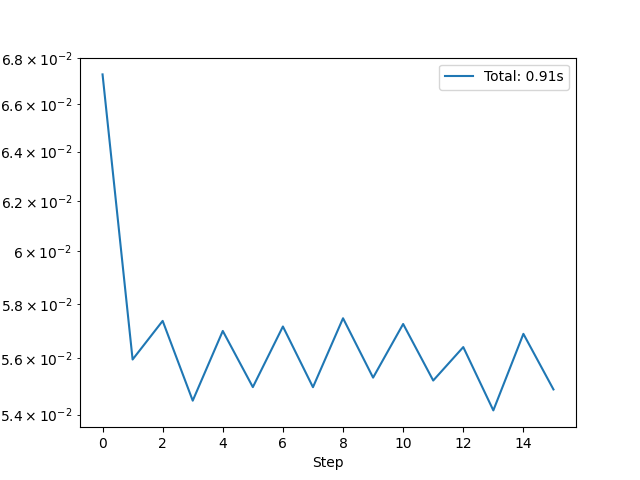 6.8 × 10⁻²
6.6 × 10⁻²
6.4 × 10⁻²
6.2 × 10⁻²
6 × 10⁻²
5.8 × 10⁻²
5.6 × 10⁻²
5.4 × 10⁻²
Total: 0.91s
0 2 4 6 8 10 12 14
Step